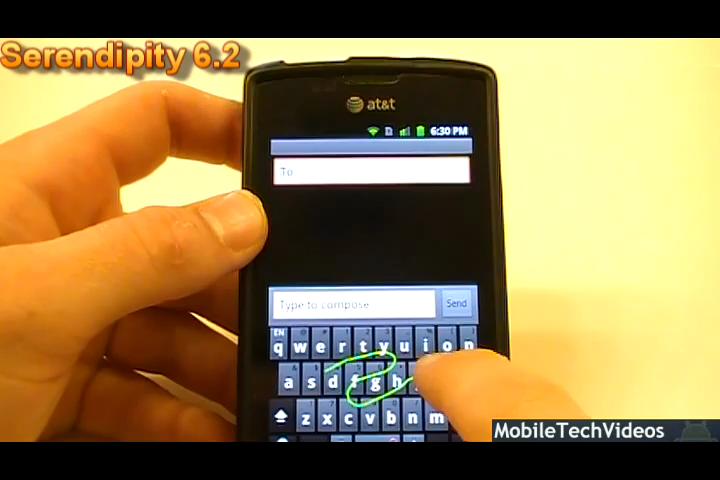 Serendipity 6.2
at&t
6:30 PM
To
Type to compose
Send
EN
q w e r t y u i o p
a s d f g h
z x c v b n m
MobileTechVideos